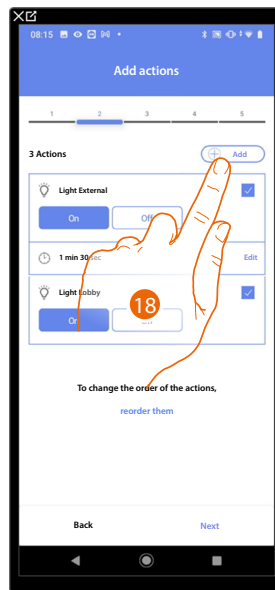 08:15
Add actions
1 2 3 4 5
3 Actions
Add
Light External
On Off
1 min 30 sec Edit
Light Lobby
18
To change the order of the actions,
reorder them
Back Next